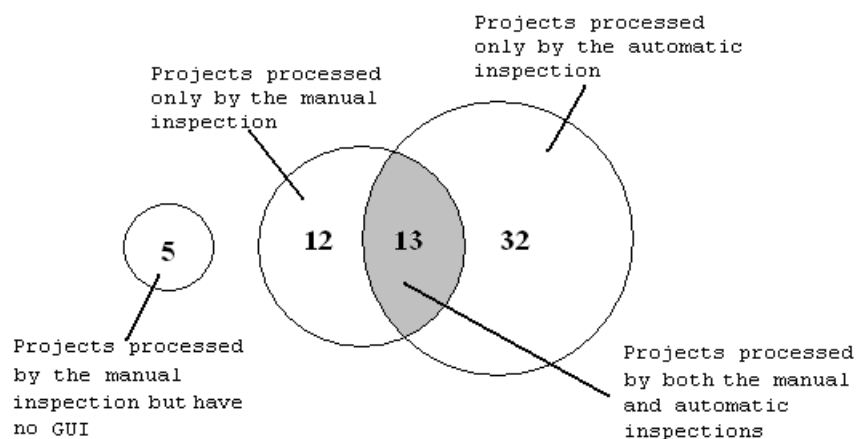 Projects processed
only by the automatic
inspection
Projects processed
only by the manual
inspection
5
12
13
32
Projects processed
by the manual
inspection but have
no GUI
Projects processed
by both the manual
and automatic
inspections